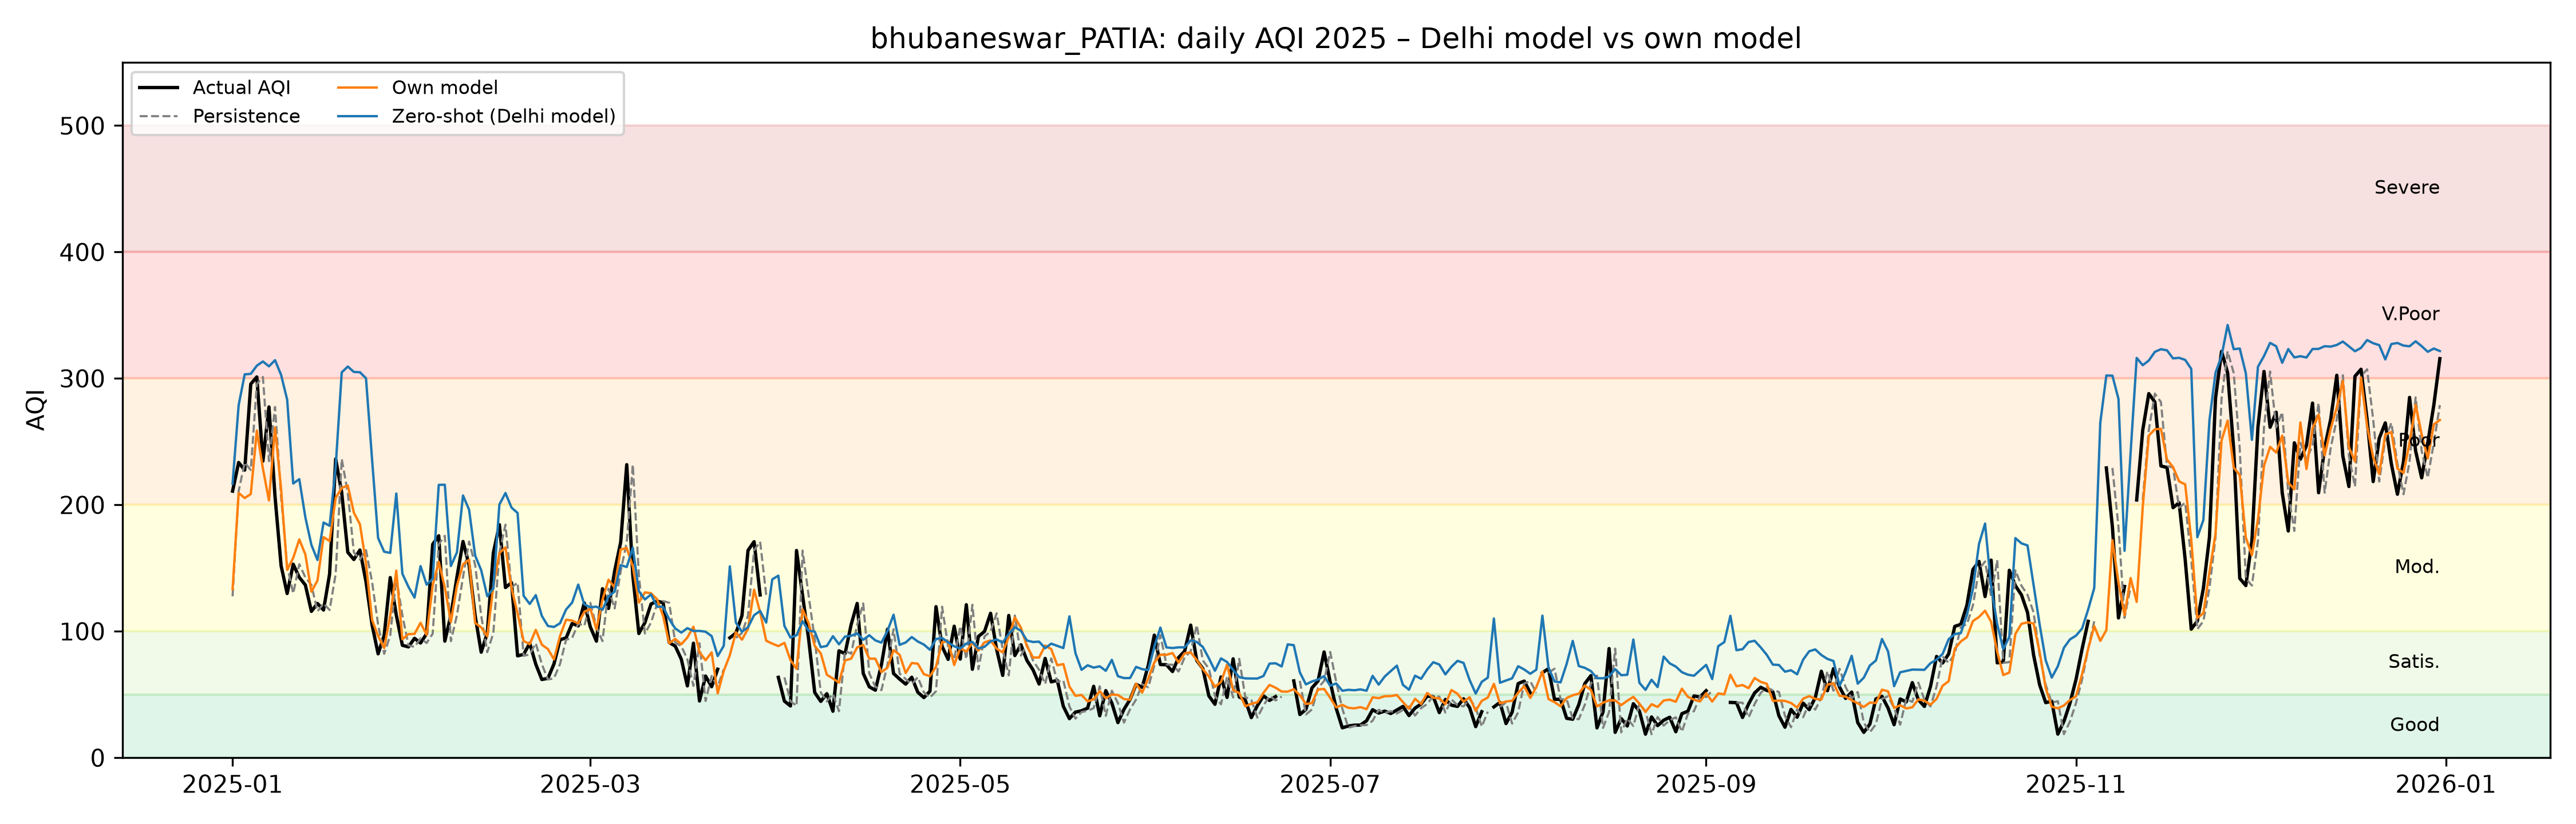 bhubaneswar_PATIA: daily AQI 2025 – Delhi model vs own model
Actual AQI
Persistence
Own model
Zero-shot (Delhi model)
AQI
500
400
300
200
100
0
Severe
V.Poor
Poor
Mod.
Satis.
Good
2025-01
2025-03
2025-05
2025-07
2025-09
2025-11
2026-01